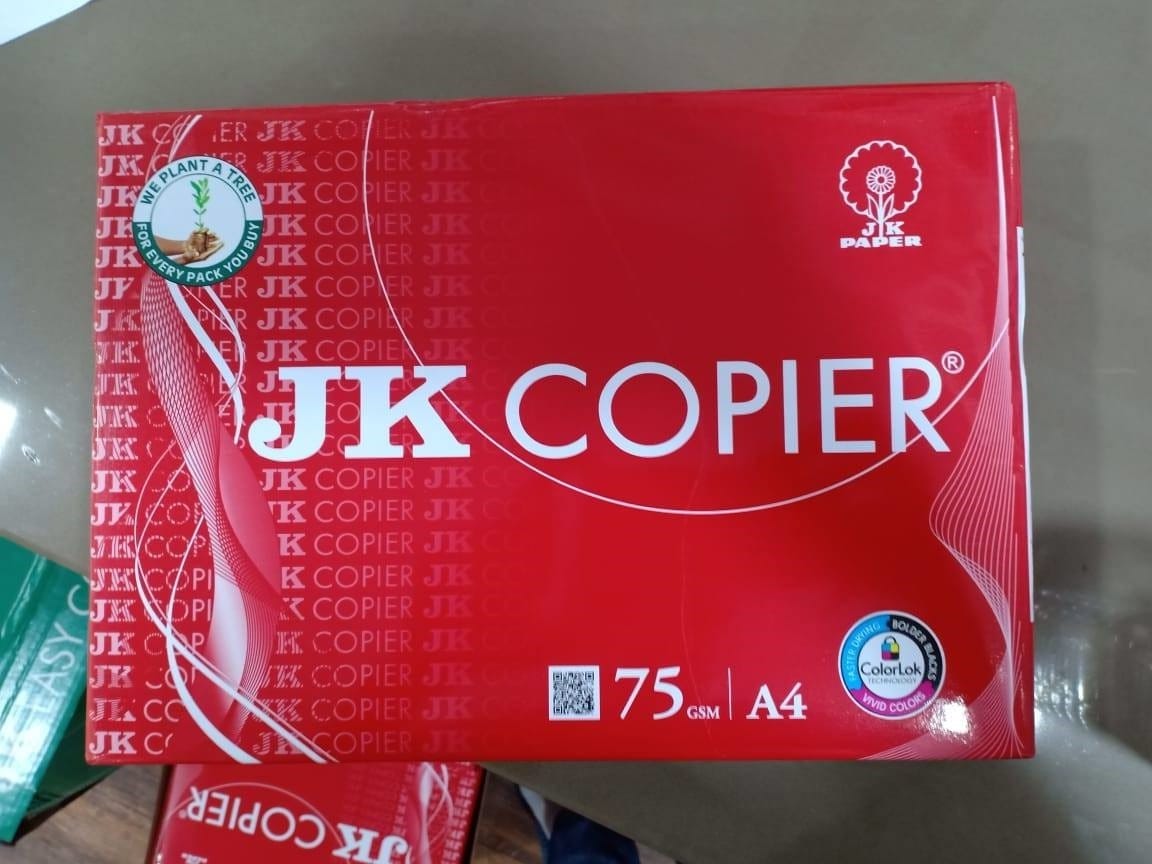 WE PLANT A TREE
FOR EVERY PACK YOU BUY
JK
PAPER
JK COPIER®
75 GSM | A4
FASTER DRYING BOLDER BLACKS
ColorLok
TECHNOLOGY
VIVID COLORS
JK COPIER JK COPIER JK
EASY C
JK COPIER®